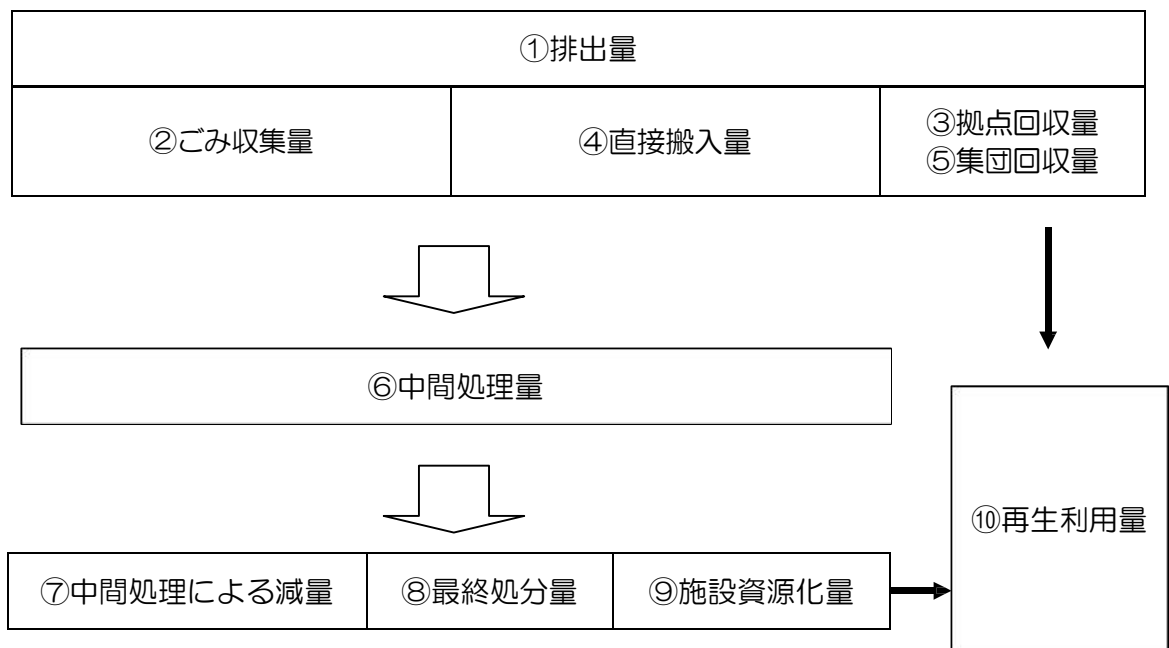 ①排出量
②ごみ収集量
④直接搬入量
③拠点回収量
⑤集団回収量
⑥中間処理量
⑩再生利用量
⑦中間処理による減量
⑧最終処分量
⑨施設資源化量